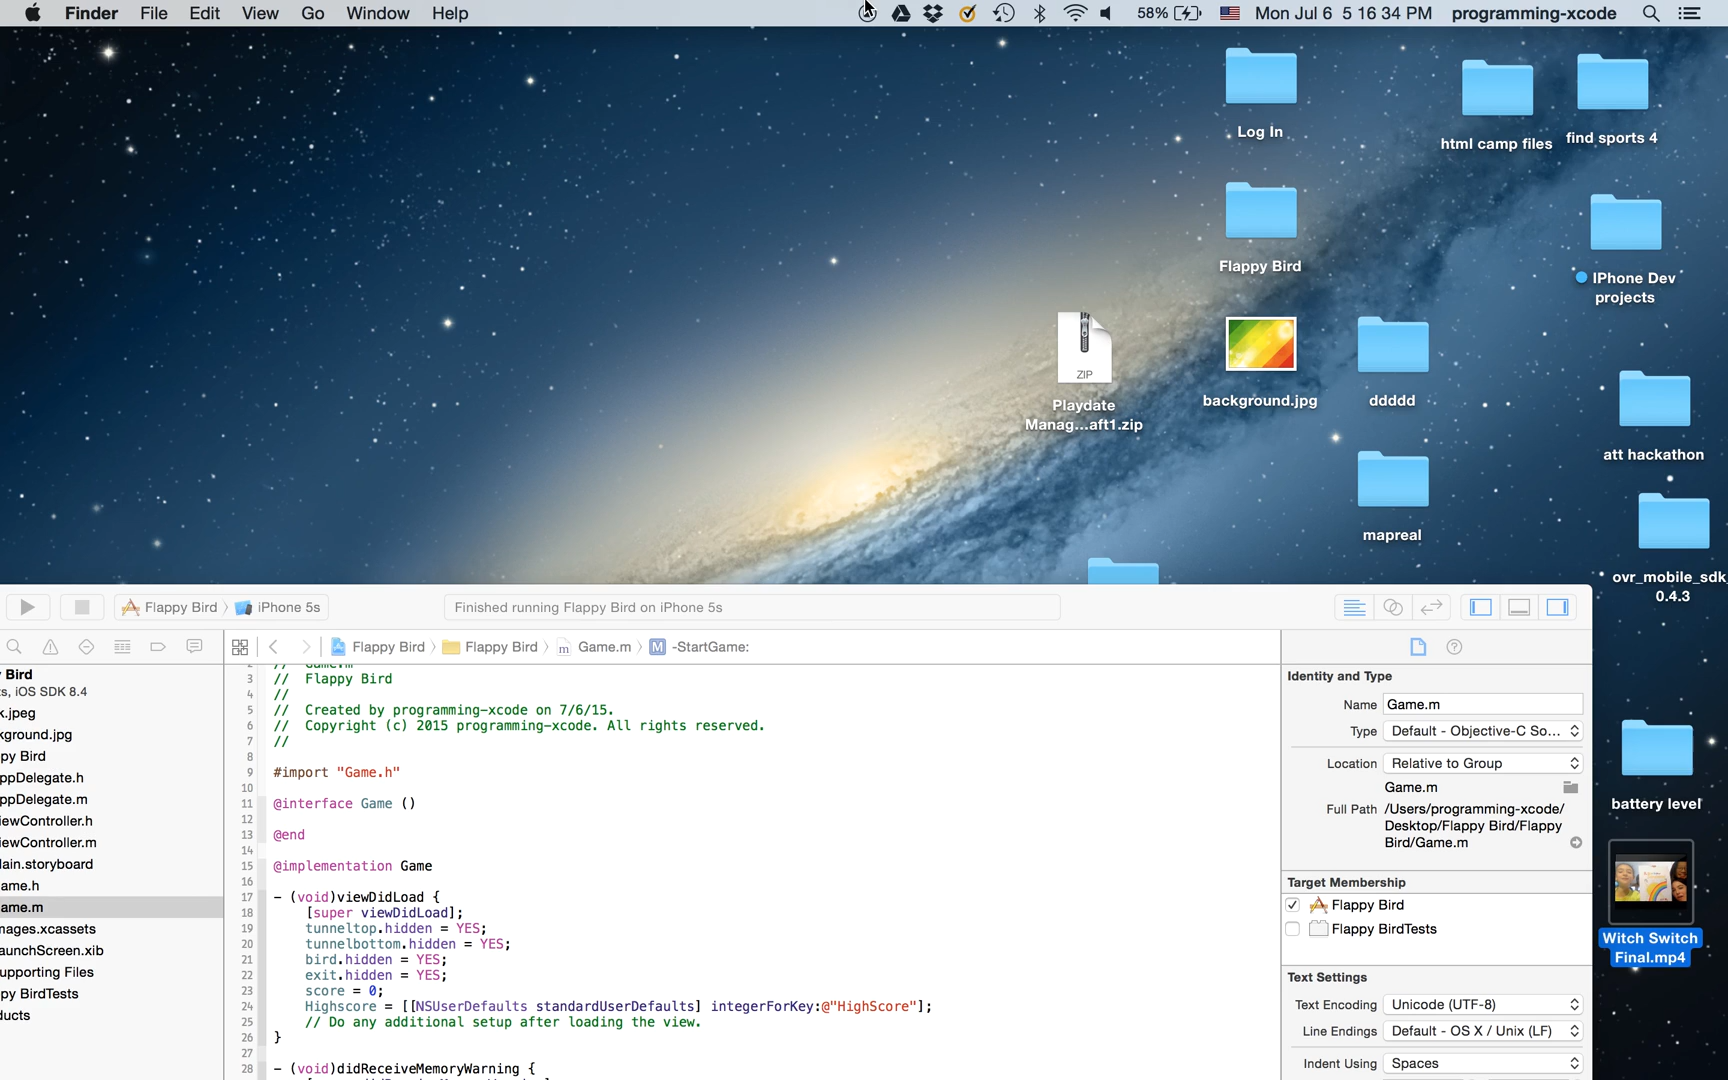 Finder File Edit View Go Window Help 58% Mon Jul 6 5 16 34 PM programming-xcode
Log In
html camp files
find sports 4
Flappy Bird
IPhone Dev
projects
ZIP
Playdate
Manag...aft1.zip
background.jpg
ddddd
att hackathon
mapreal
ovr_mobile_sdk_
0.4.3
battery level
Witch Switch
Final.mp4
Flappy Bird iPhone 5s Finished running Flappy Bird on iPhone 5s
Flappy Bird Flappy Bird m Game.m M -StartGame:
y Bird
s, iOS SDK 8.4
k.jpeg
kground.jpg
py Bird
ppDelegate.h
ppDelegate.m
iewController.h
iewController.m
lain.storyboard
ame.h
ame.m
mages.xcassets
aunchScreen.xib
upporting Files
py BirdTests
ducts
2 // Game.m
3 // Flappy Bird
4 //
5 // Created by programming-xcode on 7/6/15.
6 // Copyright (c) 2015 programming-xcode. All rights reserved.
7 //
8
9 #import "Game.h"
10
11 @interface Game ()
12
13 @end
14
15 @implementation Game
16
17 - (void)viewDidLoad {
18 [super viewDidLoad];
19 tunneltop.hidden = YES;
20 tunnelbottom.hidden = YES;
21 bird.hidden = YES;
22 exit.hidden = YES;
23 score = 0;
24 Highscore = [[NSUserDefaults standardUserDefaults] integerForKey:@"HighScore"];
25 // Do any additional setup after loading the view.
26 }
27
28 - (void)didReceiveMemoryWarning {
Identity and Type
Name Game.m
Type Default - Objective-C So...
Location Relative to Group
Game.m
Full Path /Users/programming-xcode/
Desktop/Flappy Bird/Flappy
Bird/Game.m
Target Membership
Flappy Bird
Flappy BirdTests
Text Settings
Text Encoding Unicode (UTF-8)
Line Endings Default - OS X / Unix (LF)
Indent Using Spaces